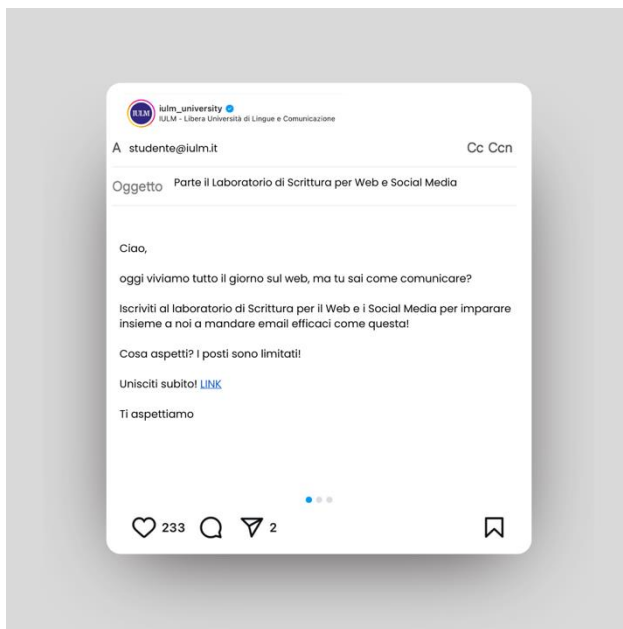 IULM
iulm_university
IULM - Libera Università di Lingue e Comunicazione
A studente@iulm.it Cc Ccn
Oggetto Parte il Laboratorio di Scrittura per Web e Social Media
Ciao,
oggi viviamo tutto il giorno sul web, ma tu sai come comunicare?
Iscriviti al laboratorio di Scrittura per il Web e i Social Media per imparare
insieme a noi a mandare email efficaci come questa!
Cosa aspetti? I posti sono limitati!
Unisciti subito! LINK
Ti aspettiamo
233 2